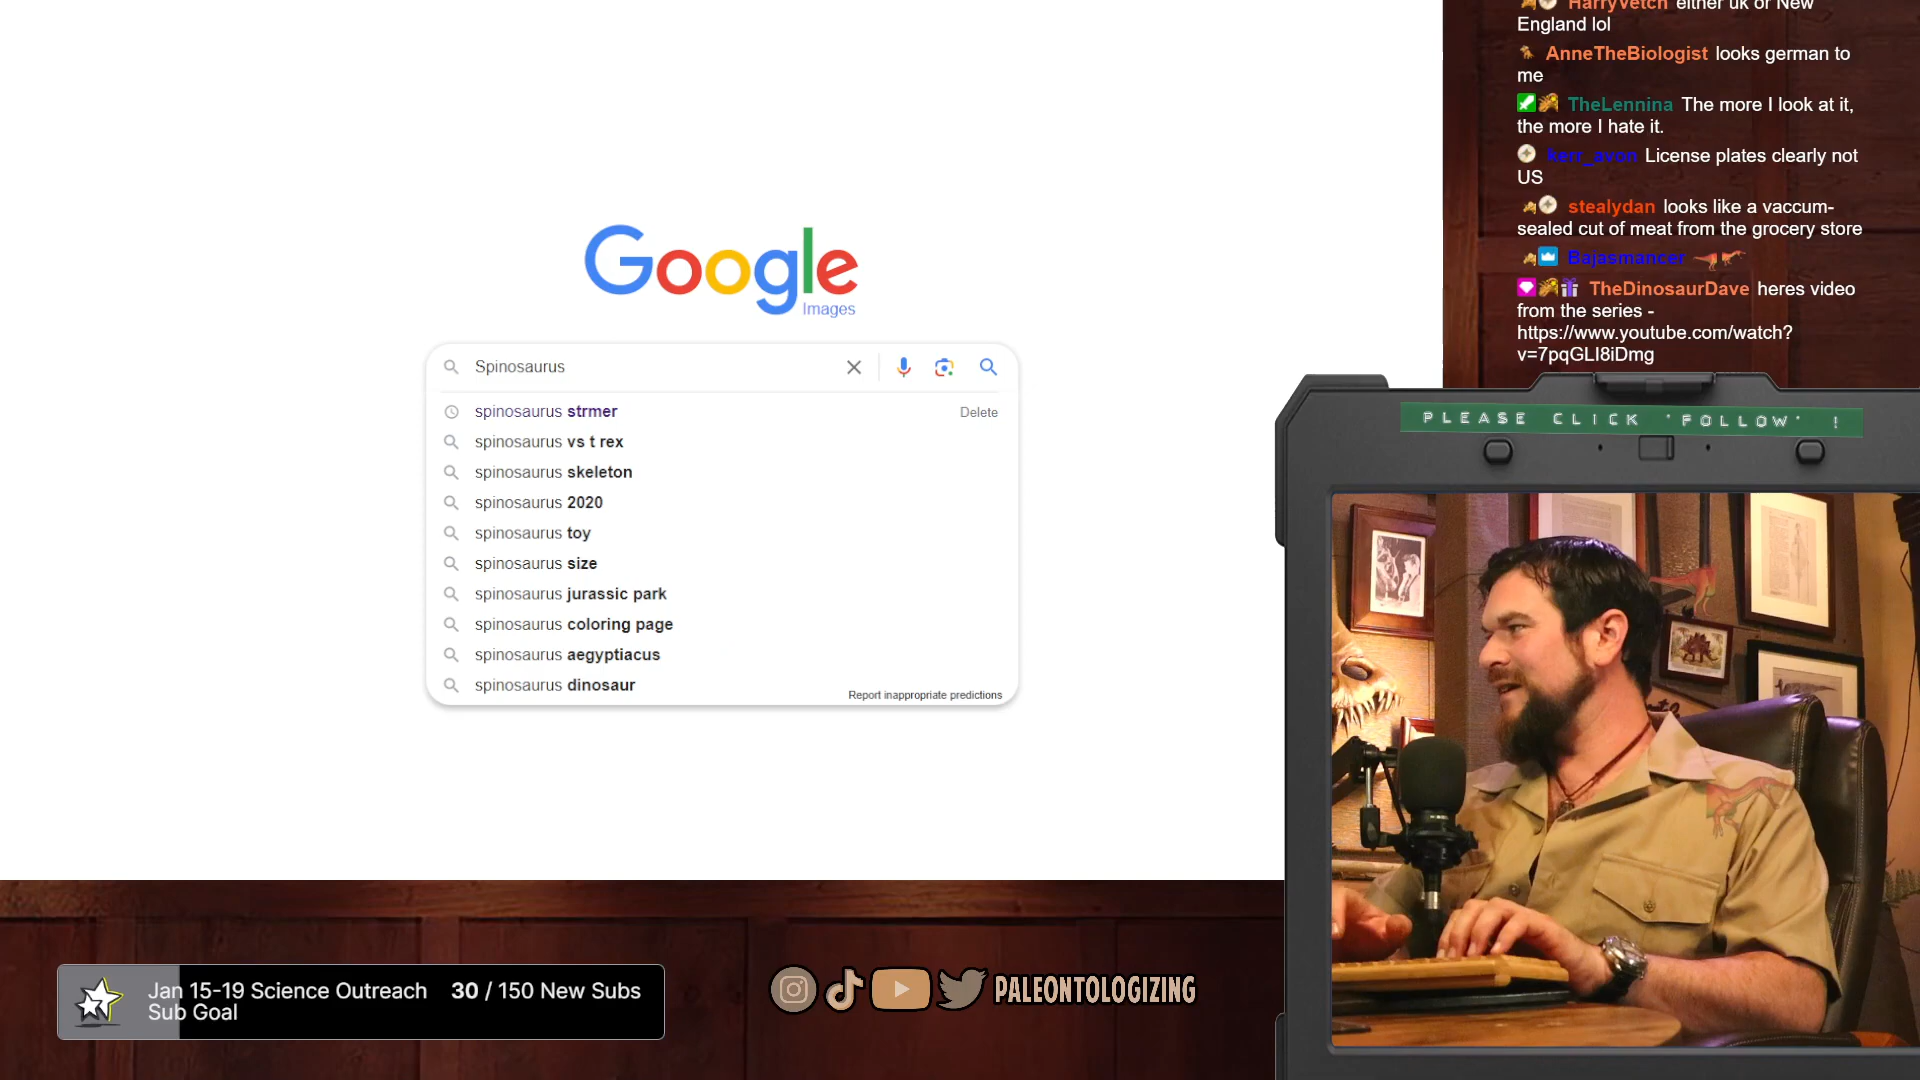 HarryVetch either uk or New
England lol
AnneTheBiologist looks german to
me
TheLennina The more I look at it,
the more I hate it.
kerr_avon License plates clearly not
US
stealydan looks like a vaccum-
sealed cut of meat from the grocery store
Bajasmancer
TheDinosaurDave heres video
from the series -
https://www.youtube.com/watch?
v=7pqGLI8iDmg
Google
Images
Spinosaurus
spinosaurus strmer Delete
spinosaurus vs t rex
spinosaurus skeleton
spinosaurus 2020
spinosaurus toy
spinosaurus size
spinosaurus jurassic park
spinosaurus coloring page
spinosaurus aegyptiacus
spinosaurus dinosaur
Report inappropriate predictions
PLEASE CLICK 'FOLLOW' !
Jan 15-19 Science Outreach
Sub Goal
30 / 150 New Subs
PALEONTOLOGIZING